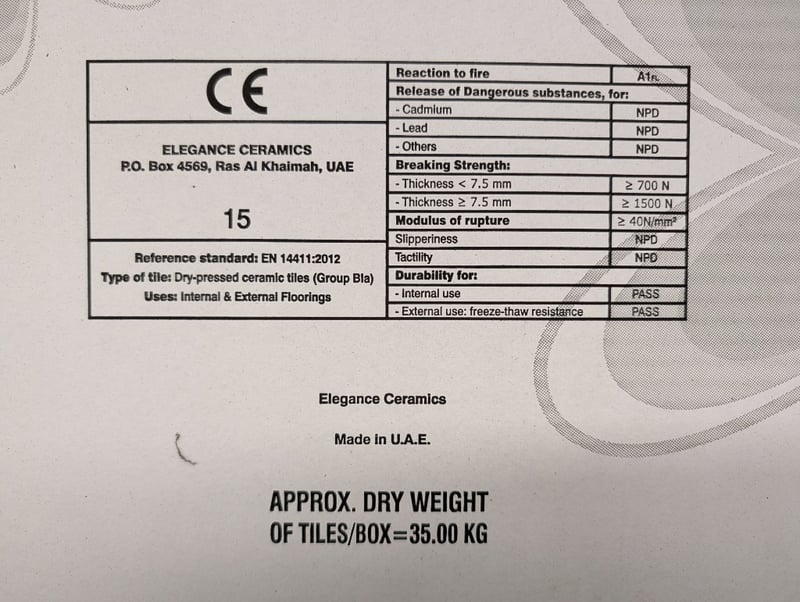 CE
ELEGANCE CERAMICS
P.O. Box 4569, Ras Al Khaimah, UAE
15
Reference standard: EN 14411:2012
Type of tile: Dry-pressed ceramic tiles (Group BIa)
Uses: Internal & External Floorings
Reaction to fire A1FL
Release of Dangerous substances, for:
- Cadmium NPD
- Lead NPD
- Others NPD
Breaking Strength:
- Thickness < 7.5 mm ≥ 700 N
- Thickness ≥ 7.5 mm ≥ 1500 N
Modulus of rupture ≥ 40N/mm²
Slipperiness NPD
Tactility NPD
Durability for:
- Internal use PASS
- External use: freeze-thaw resistance PASS
Elegance Ceramics
Made in U.A.E.
APPROX. DRY WEIGHT
OF TILES/BOX=35.00 KG